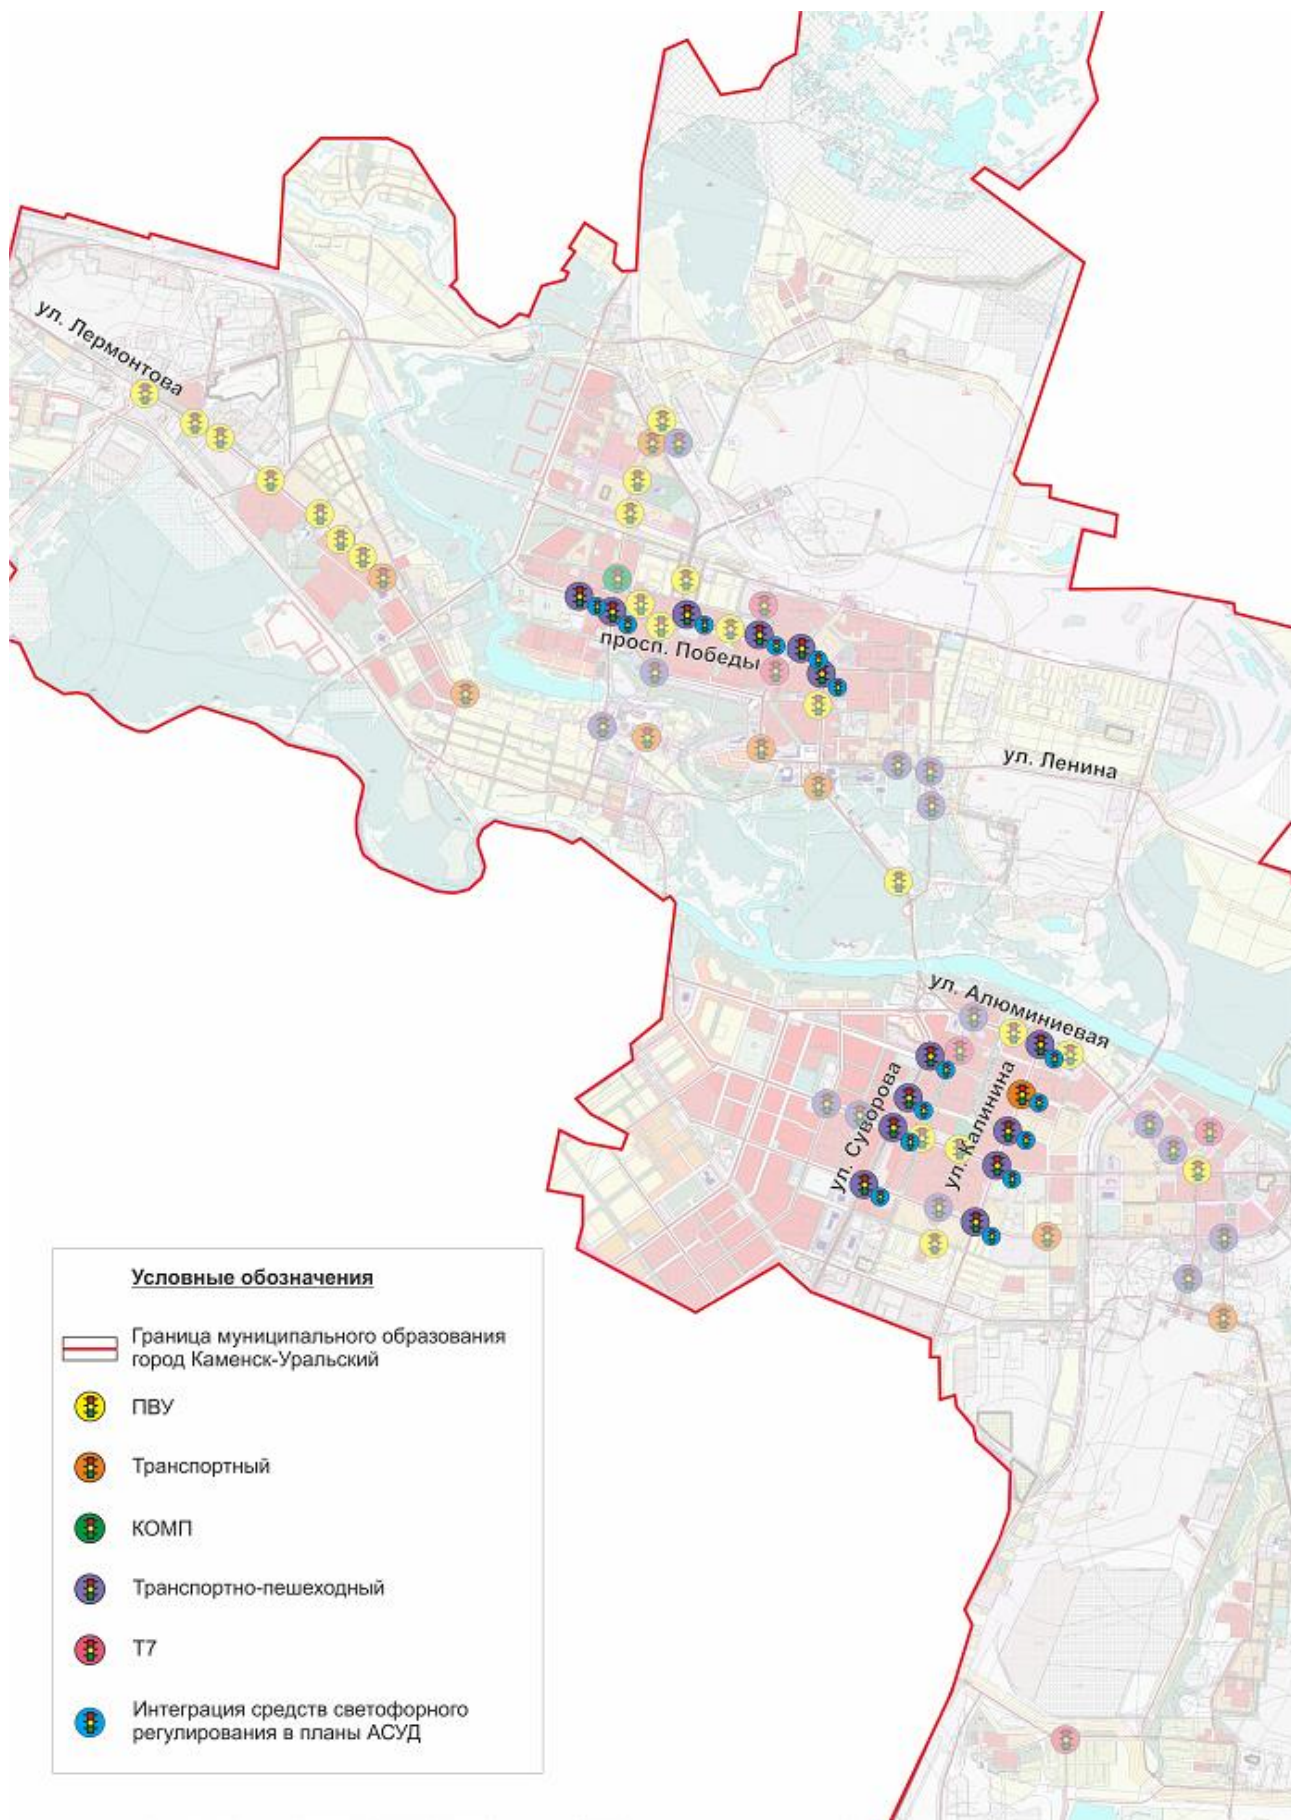 ул. Лермонтова
просп. Победы
ул. Ленина
ул. Алюминиевая
ул. Суворова
ул. Калинина
Условные обозначения
Граница муниципального образования
город Каменск-Уральский
ПВУ
Транспортный
КОМП
Транспортно-пешеходный
Т7
Интеграция средств светофорного
регулирования в планы АСУД